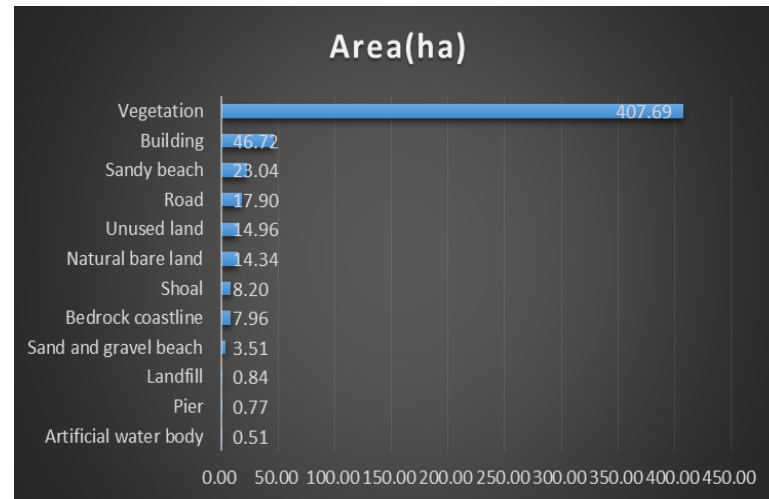 Area(ha)
Vegetation 407.69
Building 46.72
Sandy beach 23.04
Road 17.90
Unused land 14.96
Natural bare land 14.34
Shoal 8.20
Bedrock coastline 7.96
Sand and gravel beach 3.51
Landfill 0.84
Pier 0.77
Artificial water body 0.51
0.00 50.00 100.00 150.00 200.00 250.00 300.00 350.00 400.00 450.00